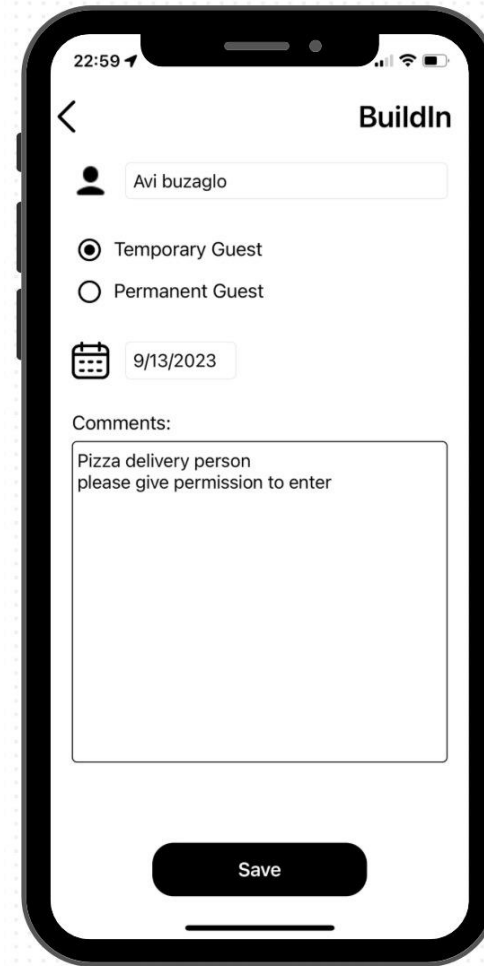 22:59
BuildIn
Avi buzaglo
Temporary Guest
Permanent Guest
9/13/2023
Comments:
Pizza delivery person
please give permission to enter
Save